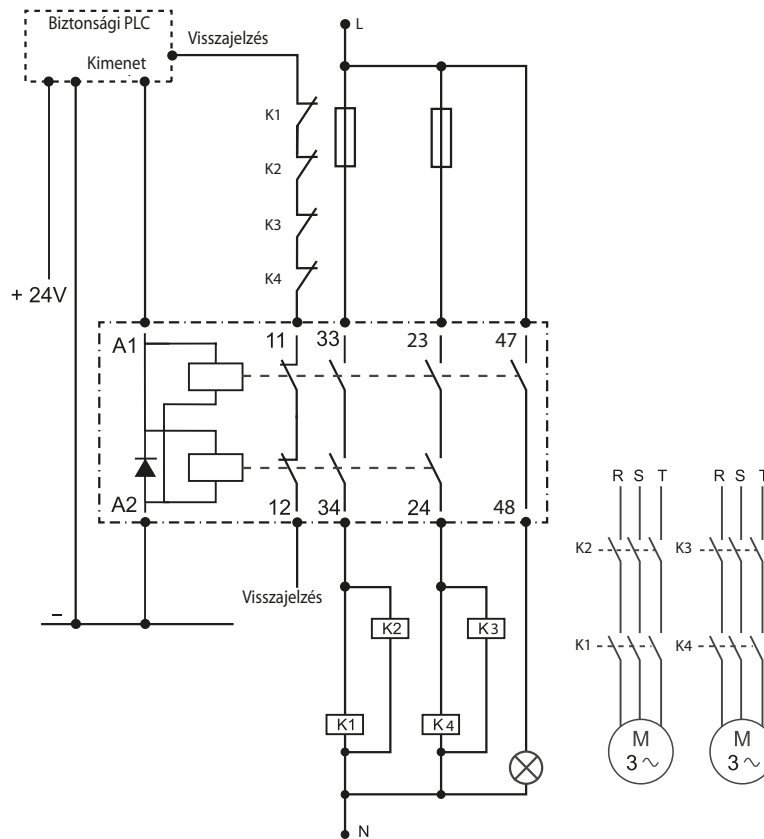 Biztonsági PLC
Visszajelzés
L
Kimenet
K1
K2
K3
K4
+ 24V
A1
11
33
23
47
A2
12
34
24
48
R S T
R S T
K2
K3
Visszajelzés
–
K2
K3
K1
K4
K1
K4
M
3 ~
M
3 ~
N